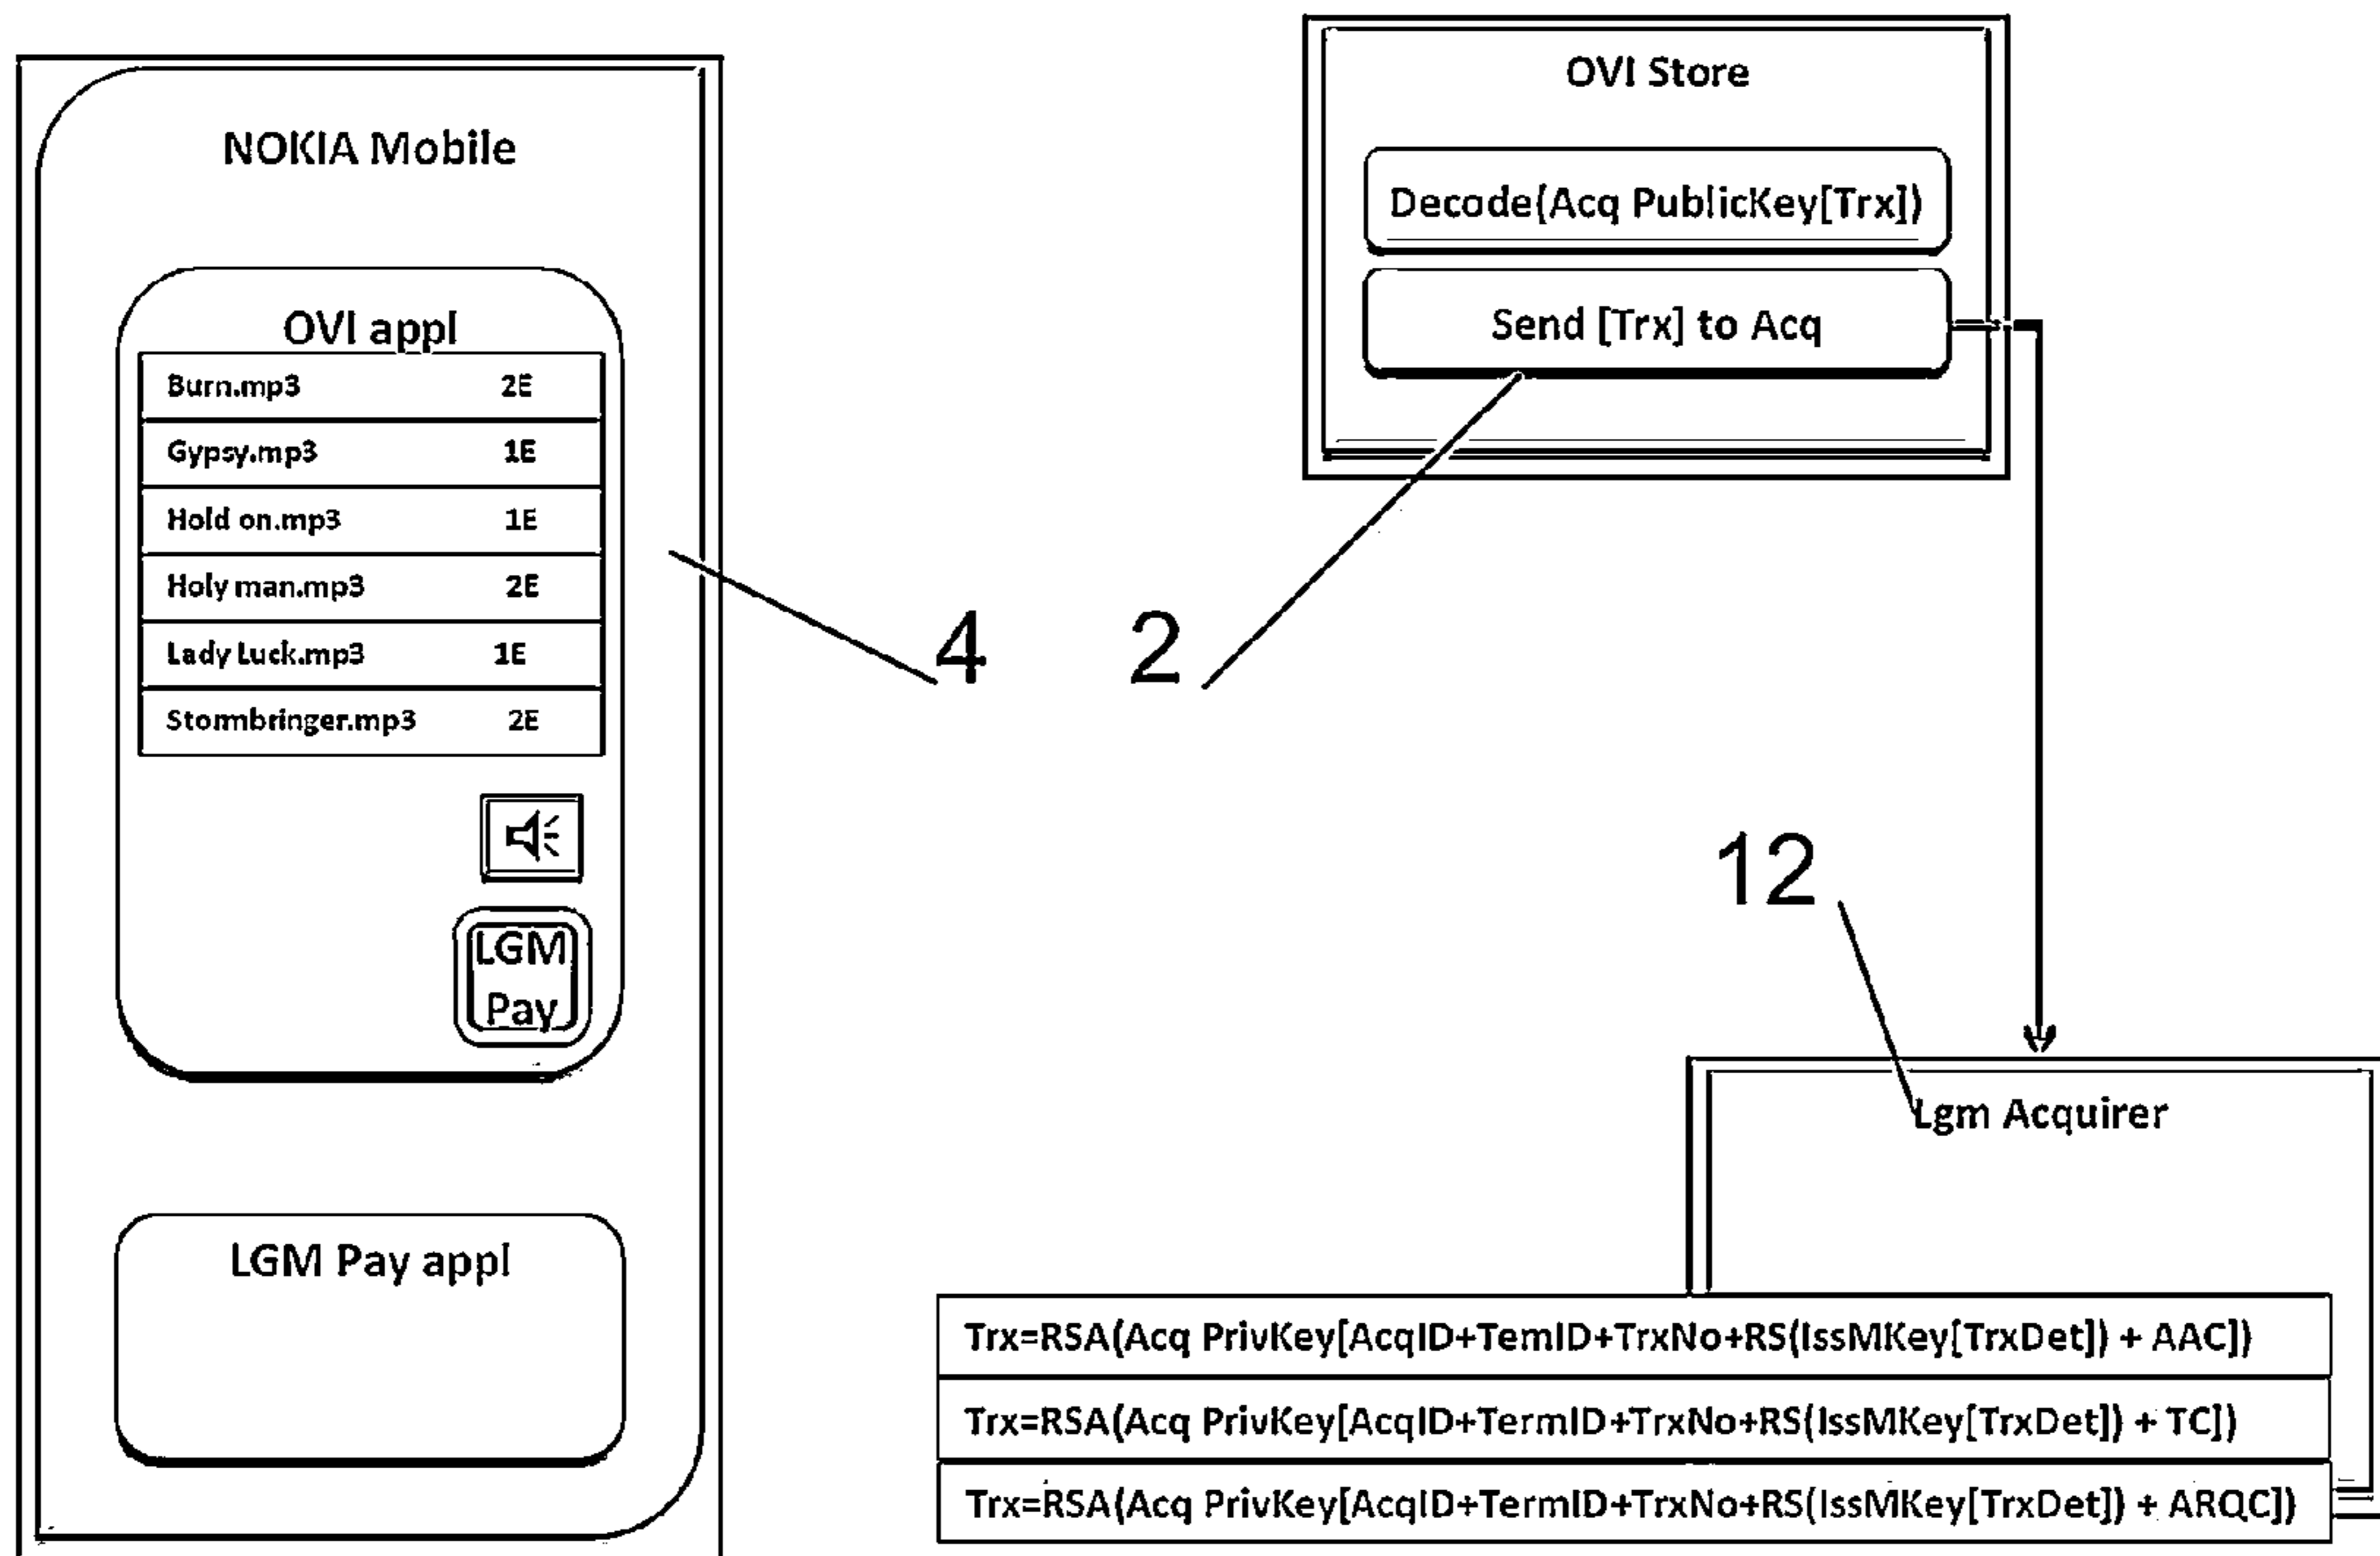 NOKIA Mobile
OVI appl
Burn.mp3 2E
Gypsy.mp3 1E
Hold on.mp3 1E
Holy man.mp3 2E
Lady Luck.mp3 1E
Stormbringer.mp3 2E
LGM
Pay
LGM Pay appl
4
2
OVI Store
Decode(Acq PublicKey[Trx])
Send [Trx] to Acq
12
Lgm Acquirer
Trx=RSA(Acq PrivKey[AcqID+TemID+TrxNo+RS(IssMKey[TrxDet]) + AAC])
Trx=RSA(Acq PrivKey[AcqID+TermID+TrxNo+RS(IssMKey[TrxDet]) + TC])
Trx=RSA(Acq PrivKey[AcqID+TermID+TrxNo+RS(IssMKey[TrxDet]) + ARQC])